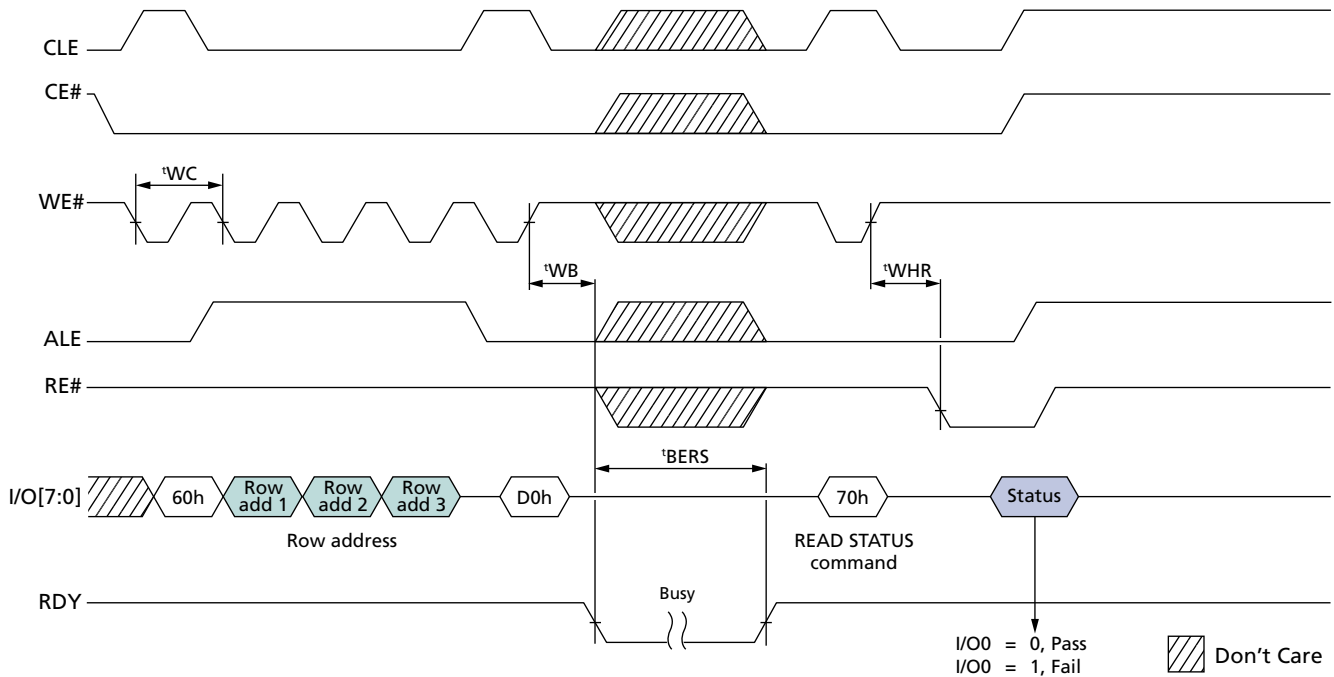 CLE
CE#
tWC
WE#
tWB
tWHR
ALE
RE#
tBERS
I/O[7:0]
60h
Row
add 1
Row
add 2
Row
add 3
D0h
70h
Status
Row address
READ STATUS
command
RDY
Busy
I/O0 = 0, Pass
I/O0 = 1, Fail
Don't Care